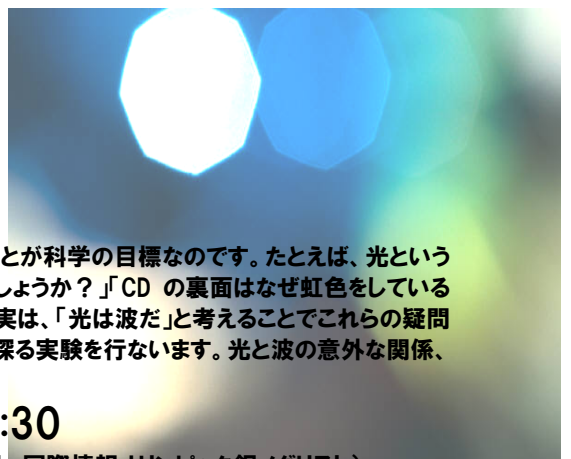 とが科学の目標なのです。たとえば、光という
しょうか？」「CD の裏面はなぜ虹色をしている
実は、「光は波だ」と考えることでこれらの疑問
深る実験を行ないます。光と波の意外な関係、
:30